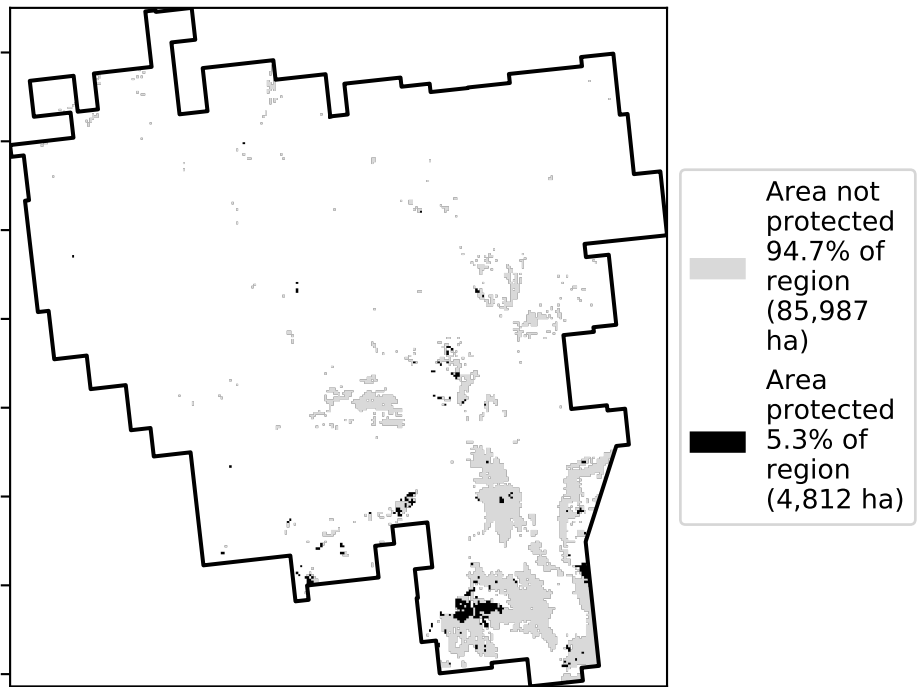 Area not
protected
94.7% of
region
(85,987
ha)
Area
protected
5.3% of
region
(4,812 ha)